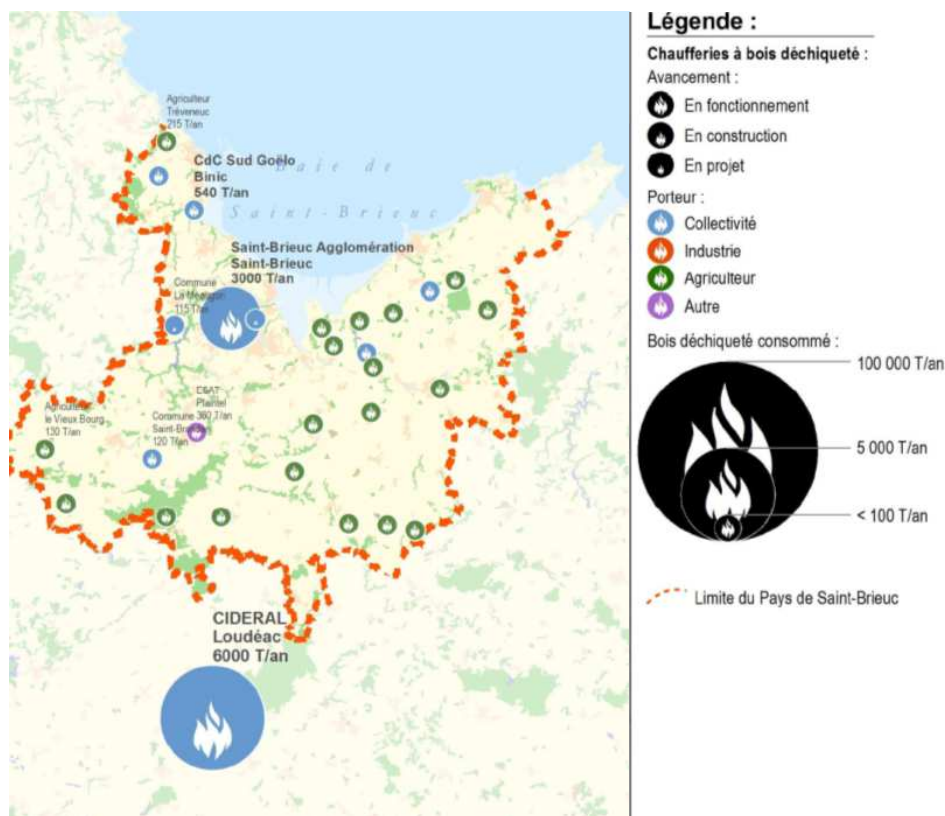 Agriculteur
Tréveneuc
215 T/an
CdC Sud Goëlo
Binic
540 T/an
Baie de
Saint-Brieuc
Saint-Brieuc Agglomération
Saint-Brieuc
3000 T/an
Commune
La Méaugon
115 T/an
ESAT
Plaintel
360 T/an
Agriculteur
le Vieux Bourg
130 T/an
Commune
Saint-Brandan
120 T/an
CIDERAL
Loudéac
6000 T/an
Légende :
Chaufferies à bois déchiqueté :
Avancement :
En fonctionnement
En construction
En projet
Porteur :
Collectivité
Industrie
Agriculteur
Autre
Bois déchiqueté consommé :
100 000 T/an
5 000 T/an
< 100 T/an
Limite du Pays de Saint-Brieuc